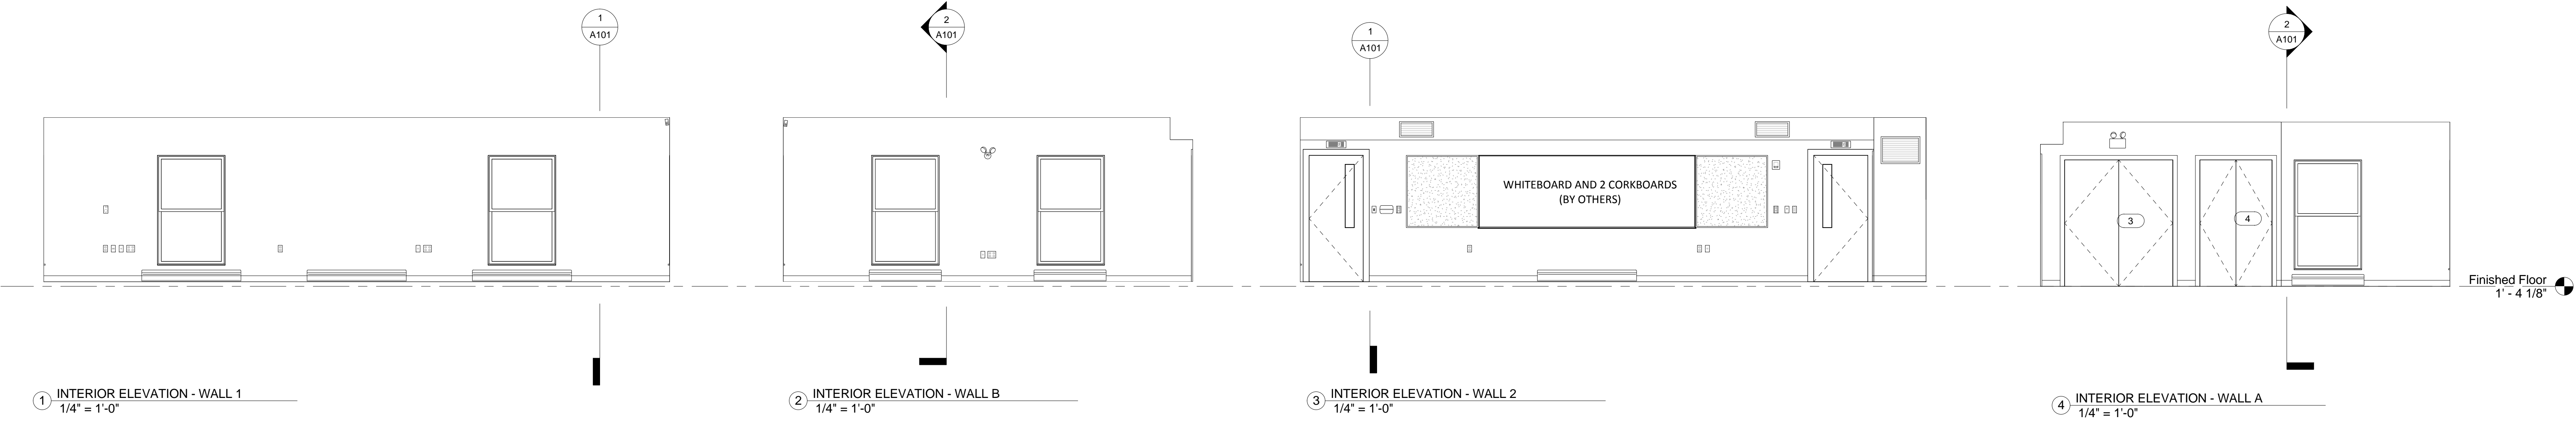 1
A101
2
A101
1
A101
2
A101
WHITEBOARD AND 2 CORKBOARDS
(BY OTHERS)
3
4
Finished Floor
1' - 4 1/8"
1
INTERIOR ELEVATION - WALL 1
1/4" = 1'-0"
2
INTERIOR ELEVATION - WALL B
1/4" = 1'-0"
3
INTERIOR ELEVATION - WALL 2
1/4" = 1'-0"
4
INTERIOR ELEVATION - WALL A
1/4" = 1'-0"